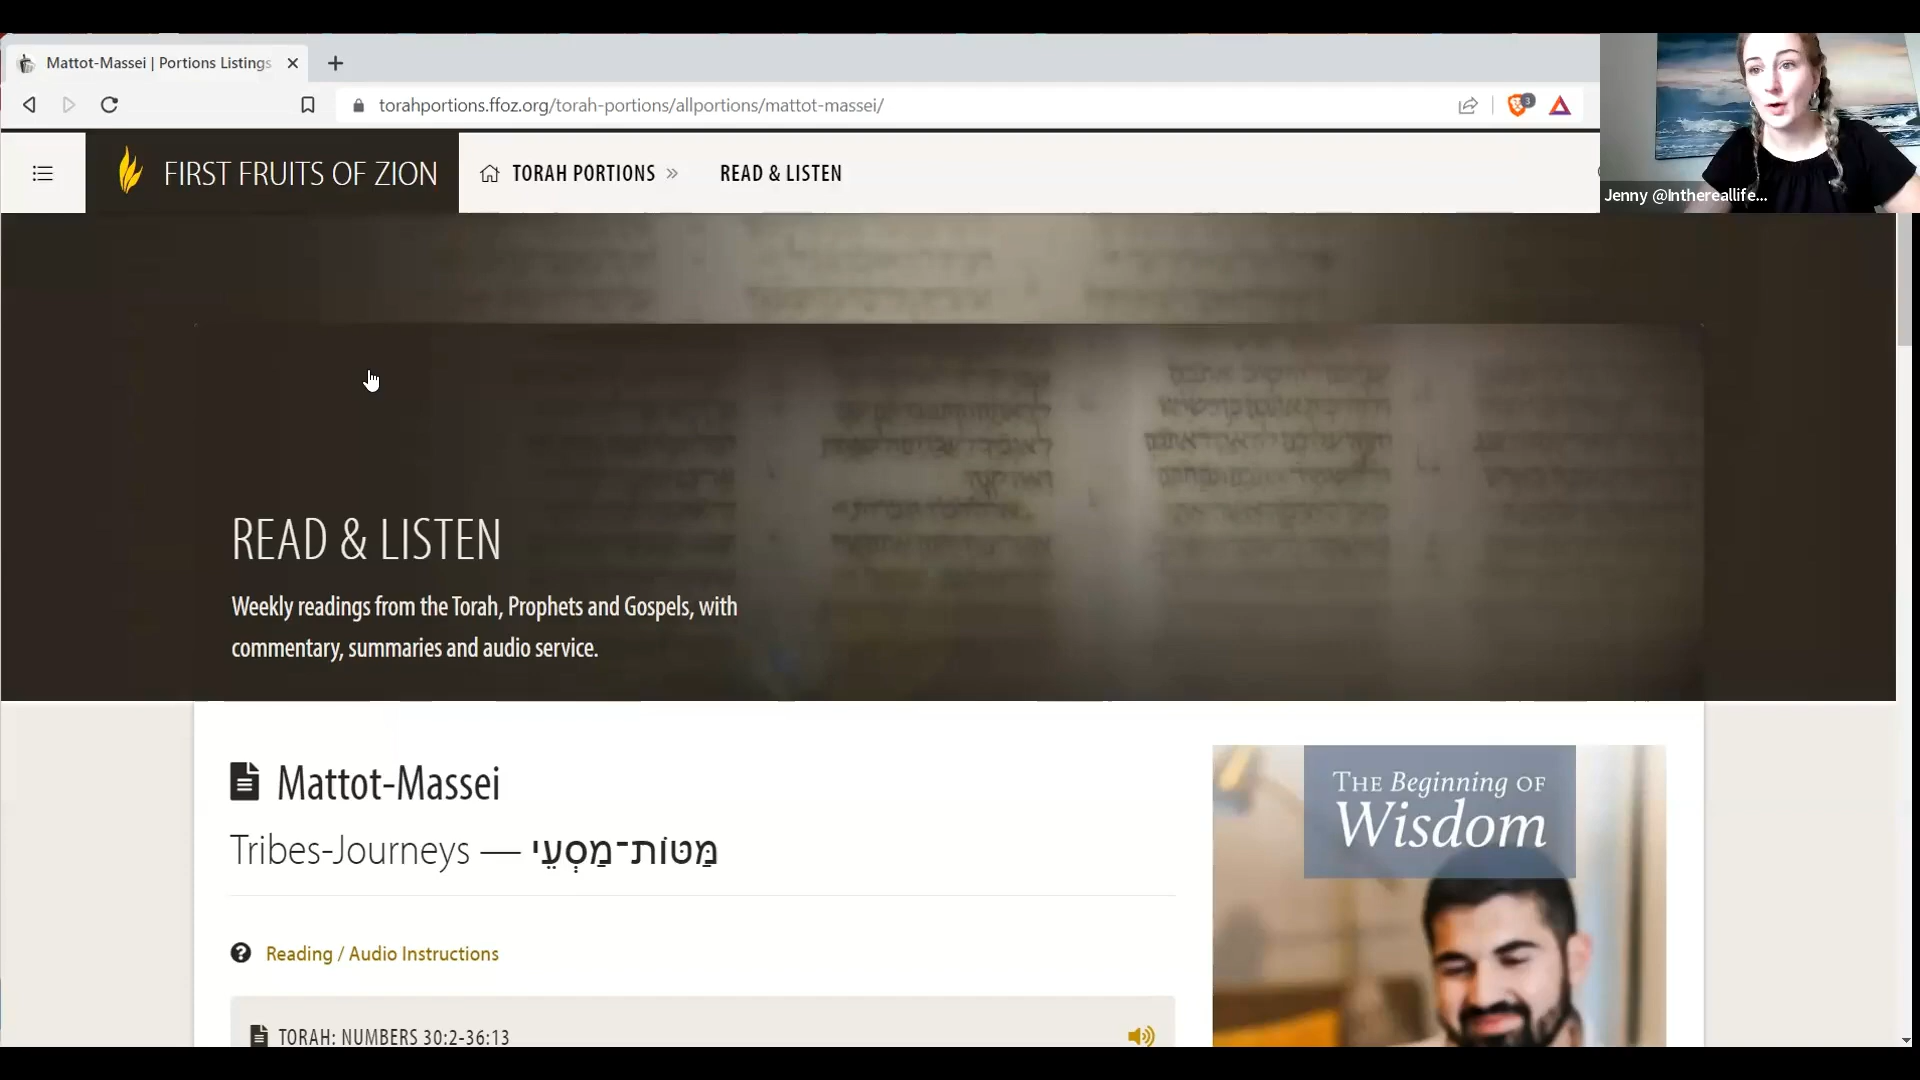 Mattot-Massei | Portions Listings
torahportions.ffoz.org/torah-portions/allportions/mattot-massei/
3
FIRST FRUITS OF ZION
TORAH PORTIONS »
READ & LISTEN
Jenny @Inthereallife...
READ & LISTEN
Weekly readings from the Torah, Prophets and Gospels, with
commentary, summaries and audio service.
Mattot-Massei
Tribes-Journeys — מַּטּוֹת־מַסְעֵי
Reading / Audio Instructions
TORAH: NUMBERS 30:2-36:13
THE Beginning OF
Wisdom